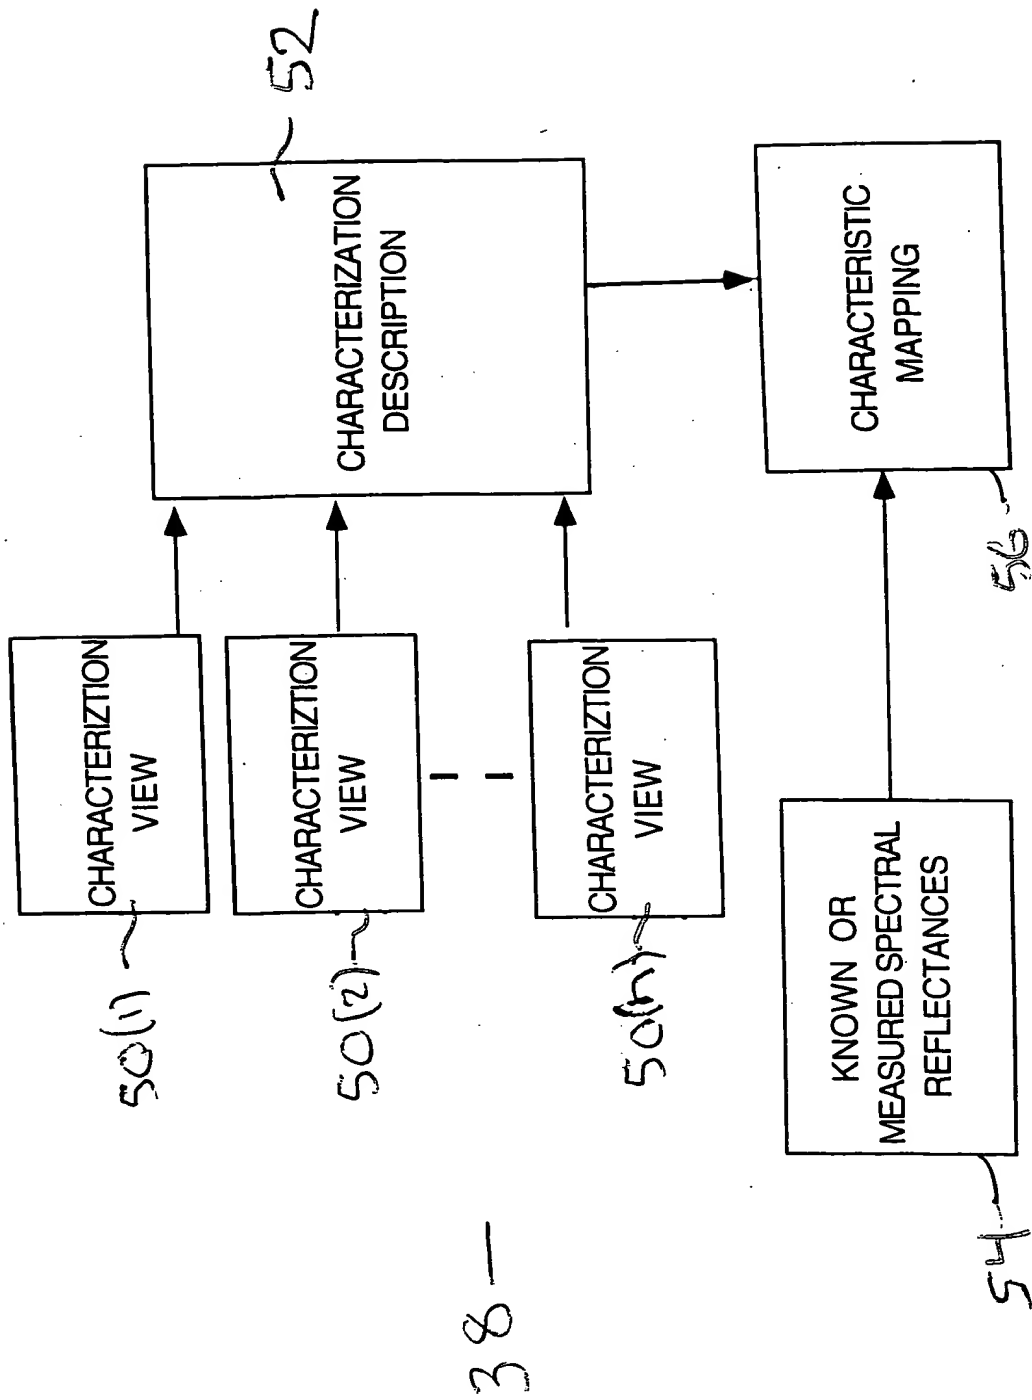 50(1)
CHARACTERIZTION
VIEW
50(2)
CHARACTERIZTION
VIEW
50(n)
CHARACTERIZTION
VIEW
52
CHARACTERIZATION
DESCRIPTION
38
54
KNOWN OR
MEASURED SPECTRAL
REFLECTANCES
56
CHARACTERISTIC
MAPPING